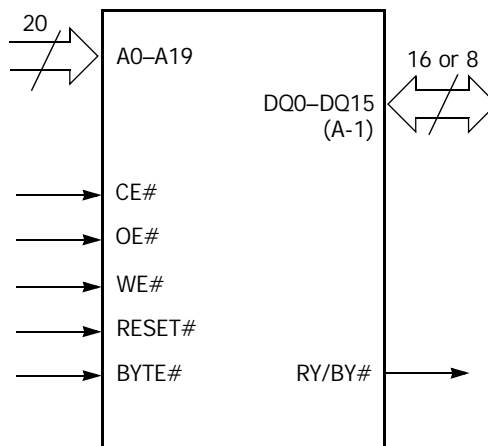 20
A0–A19
16 or 8
DQ0–DQ15
(A-1)
CE#
OE#
WE#
RESET#
BYTE#
RY/BY#